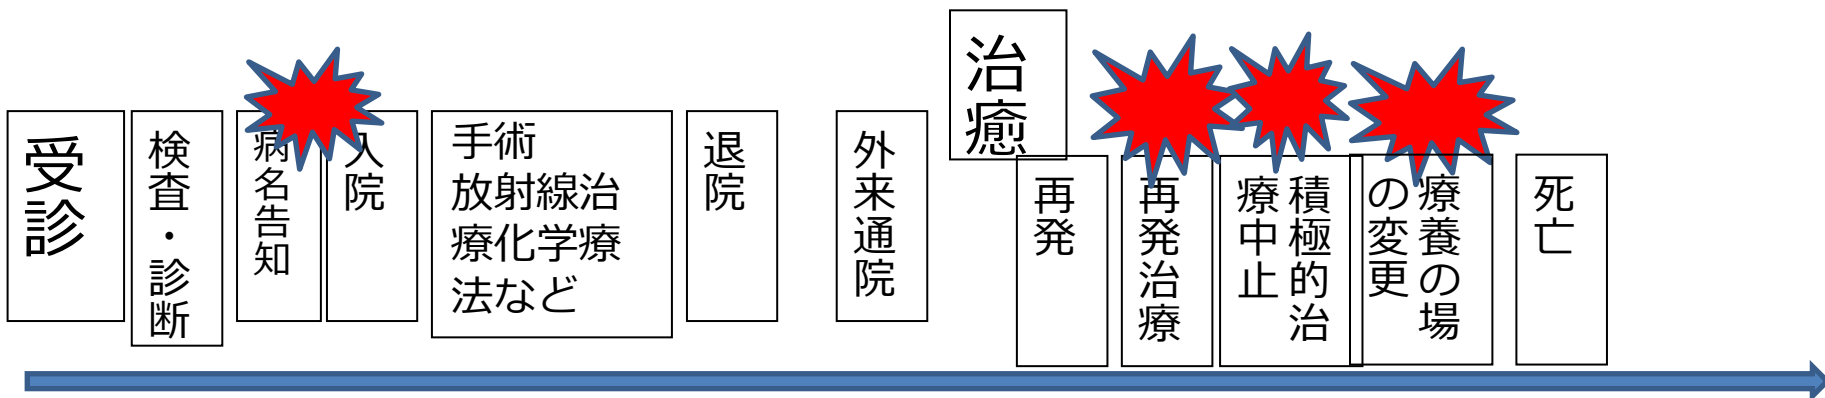 受診
検査・診断
病名告知
入院
手術
放射線治
療化学療
法など
退院
外来通院
治癒
再発
再発治療
積極的治
療中止
療養の場
の変更
死亡